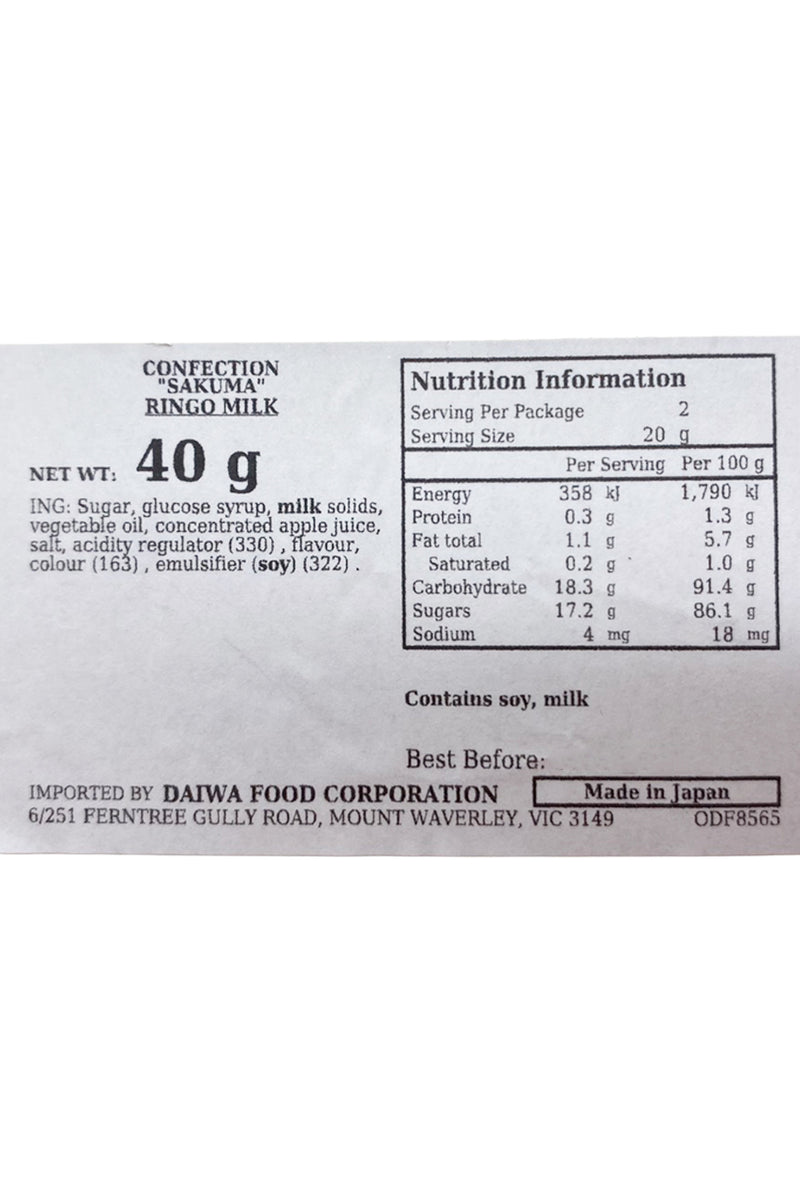 CONFECTION
"SAKUMA"
RINGO MILK
NET WT: 40 g
ING: Sugar, glucose syrup, milk solids,
vegetable oil, concentrated apple juice,
salt, acidity regulator (330) , flavour,
colour (163) , emulsifier (soy) (322) .
Nutrition Information
Serving Per Package 2
Serving Size 20 g
Per Serving Per 100 g
Energy 358 kJ 1,790 kJ
Protein 0.3 g 1.3 g
Fat total 1.1 g 5.7 g
Saturated 0.2 g 1.0 g
Carbohydrate 18.3 g 91.4 g
Sugars 17.2 g 86.1 g
Sodium 4 mg 18 mg
Contains soy, milk
Best Before:
IMPORTED BY DAIWA FOOD CORPORATION Made in Japan
6/251 FERNTREE GULLY ROAD, MOUNT WAVERLEY, VIC 3149 ODF8565